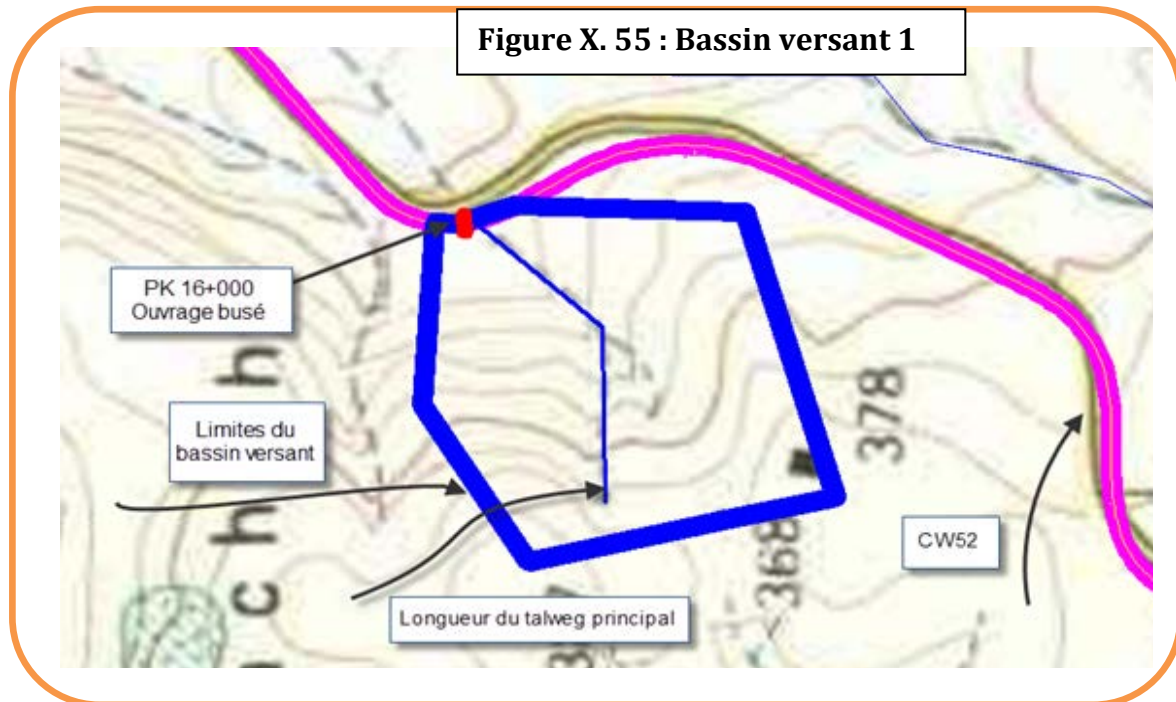 Figure X. 55 : Bassin versant 1
PK 16+000
Ouvrage busé
Limites du
bassin versant
378
368
CW52
Longueur du talweg principal
c h h